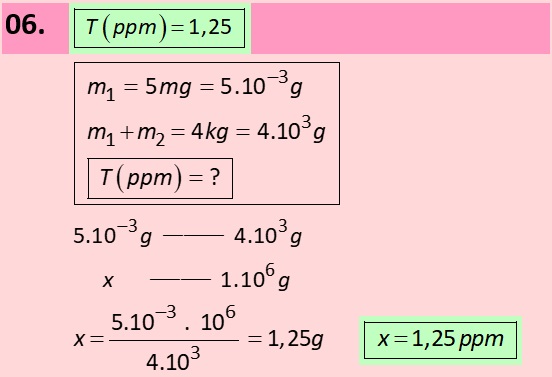 06. T(ppm)=1,25
m₁ = 5mg = 5.10⁻³g
m₁+m₂ = 4kg = 4.10³g
T(ppm) = ?
5.10⁻³g —— 4.10³g
x —— 1.10⁶g
x = 5.10⁻³ . 10⁶ / 4.10³ = 1,25g x = 1,25 ppm